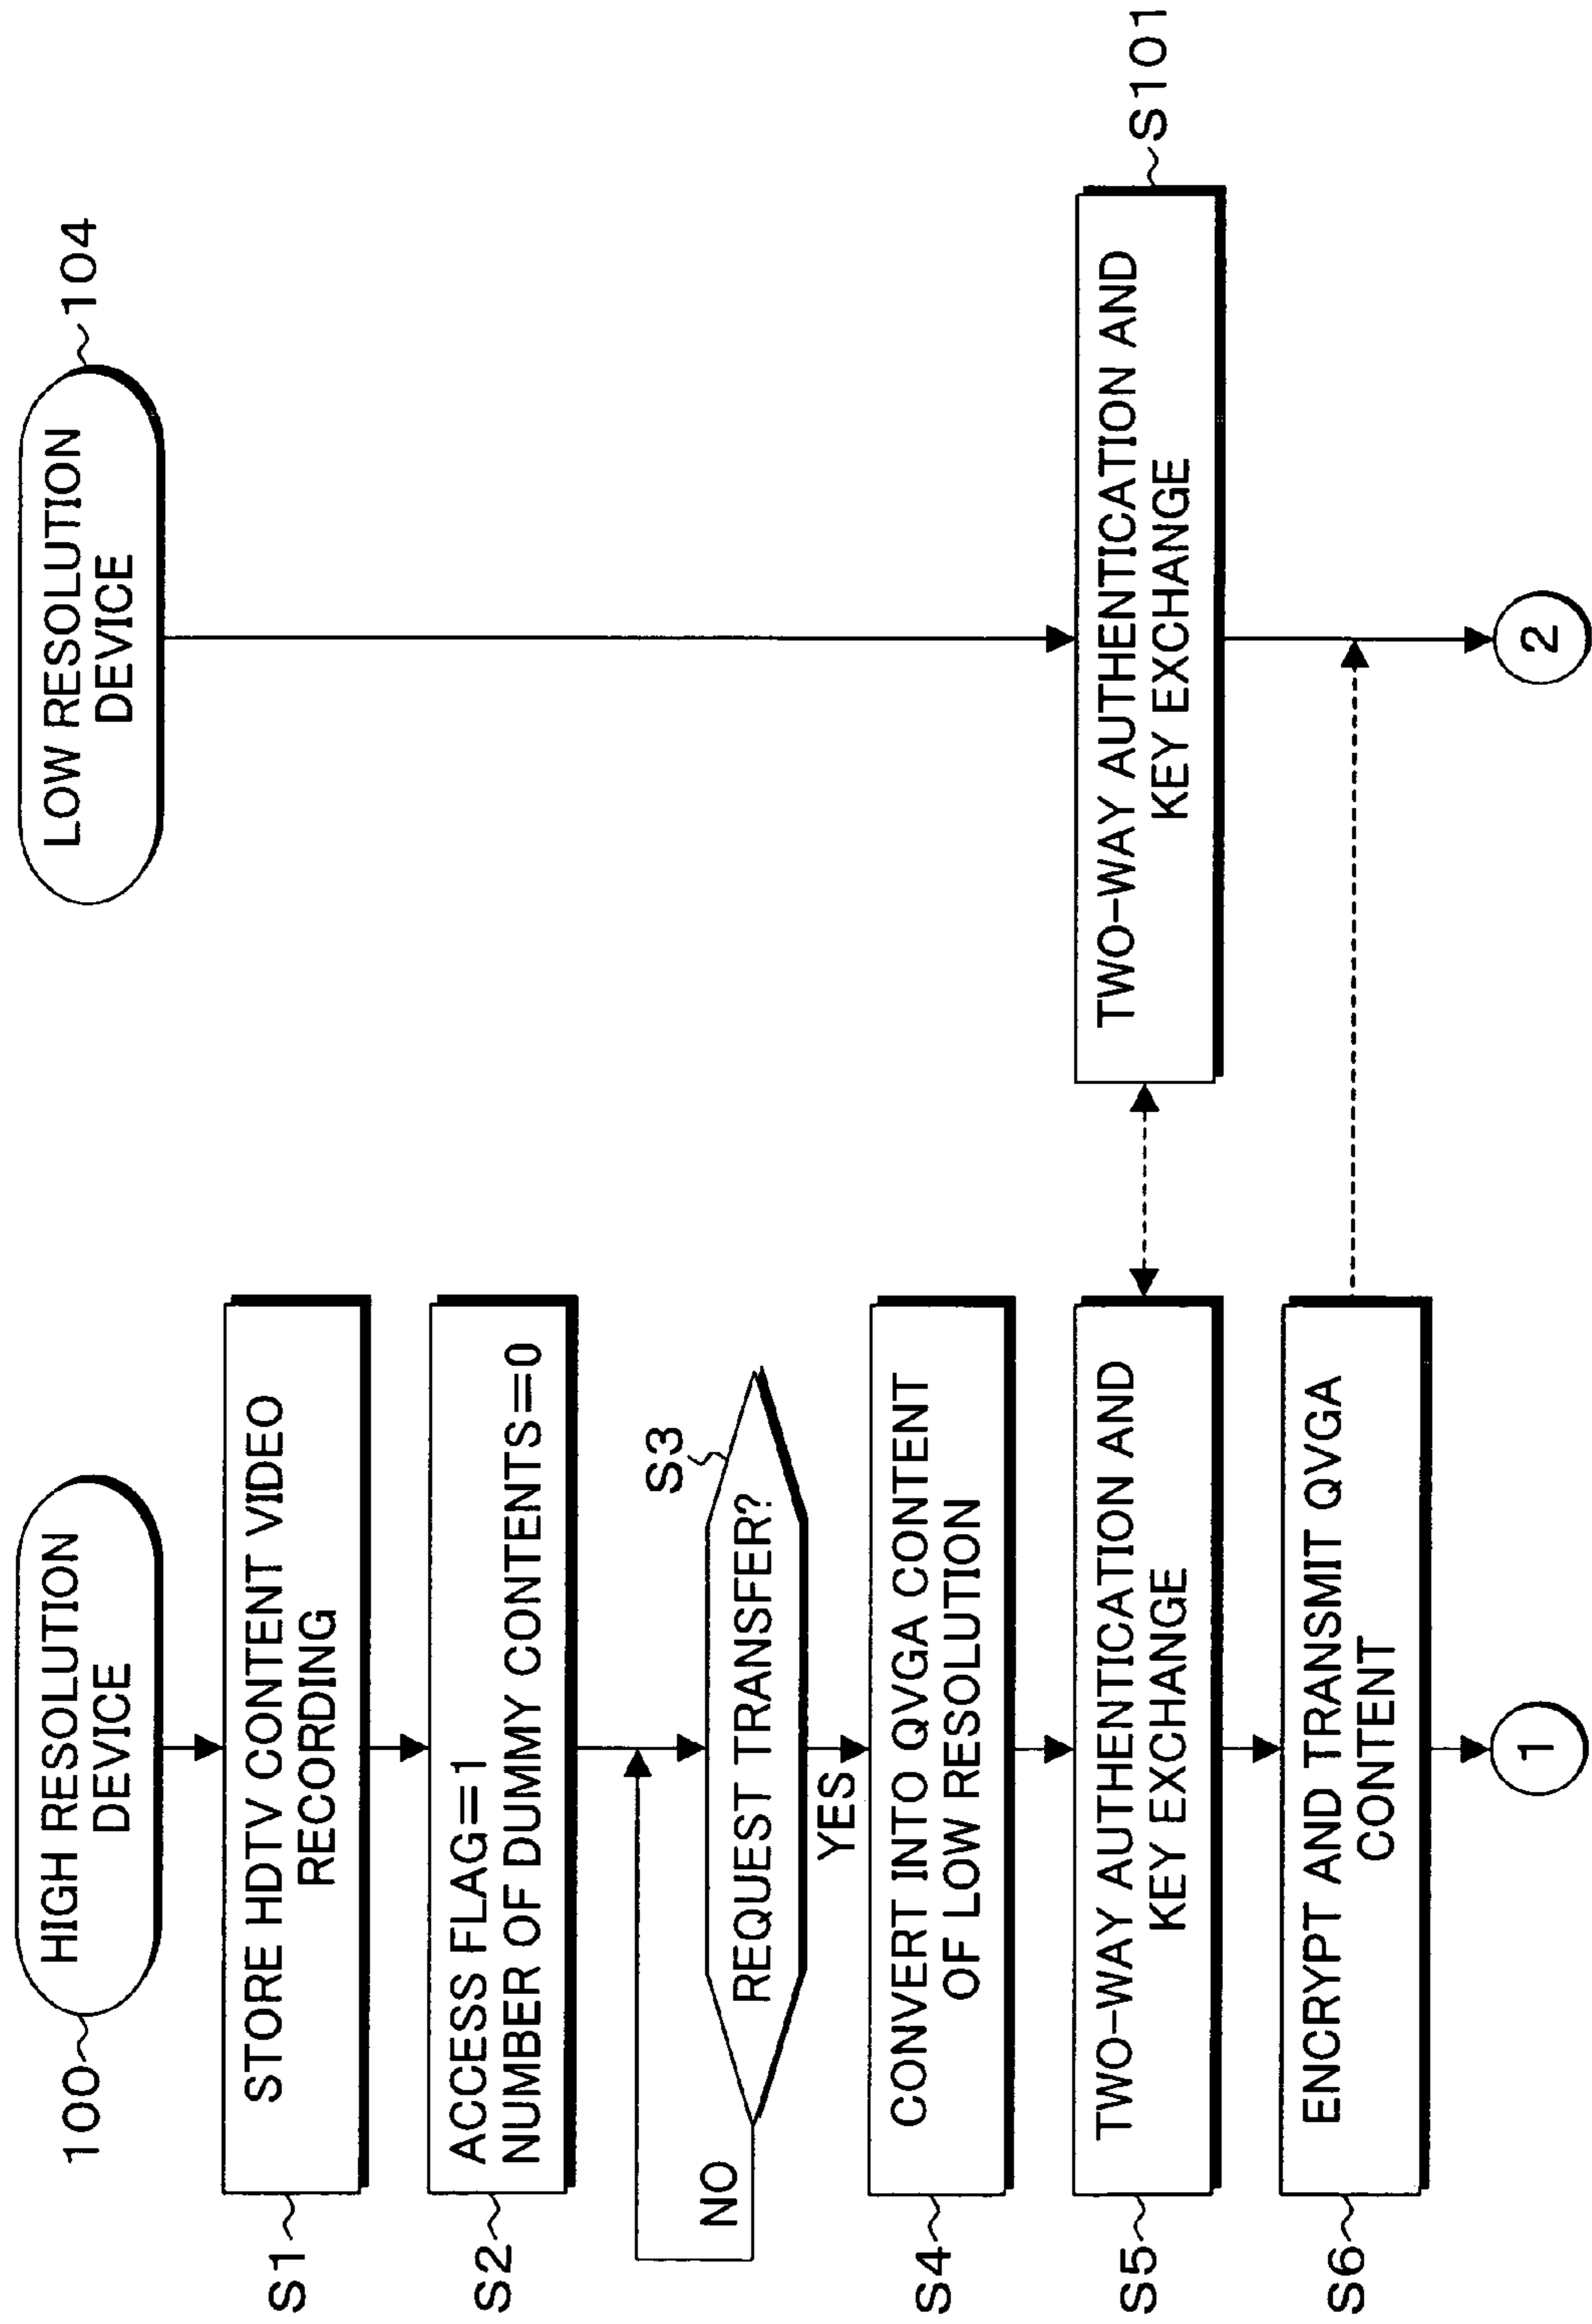 HIGH RESOLUTION
DEVICE
100
LOW RESOLUTION
DEVICE
104
S1
STORE HDTV CONTENT VIDEO
RECORDING
S2
ACCESS FLAG=1
NUMBER OF DUMMY CONTENTS=0
S3
REQUEST TRANSFER?
NO
YES
S4
CONVERT INTO QVGA CONTENT
OF LOW RESOLUTION
S5
TWO-WAY AUTHENTICATION AND
KEY EXCHANGE
TWO-WAY AUTHENTICATION AND
KEY EXCHANGE
S101
S6
ENCRYPT AND TRANSMIT QVGA
CONTENT
1
2